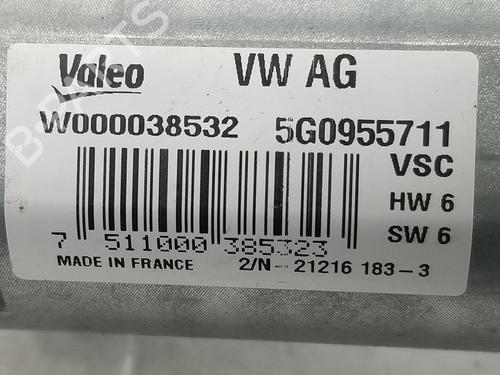 Valeo VW AG
W000038532 5G0955711
VSC
HW 6
SW 6
7 511000 385323
MADE IN FRANCE 2/N - 21216 183-3
B-PARTS